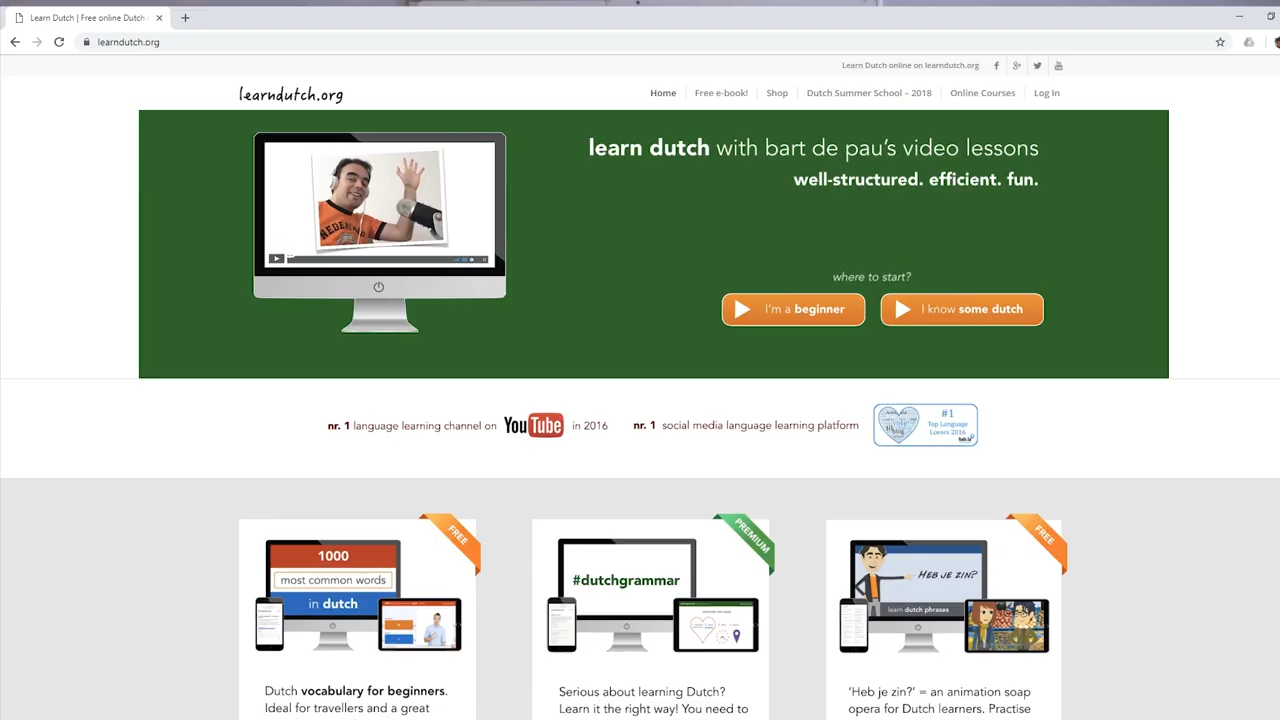 Learn Dutch | Free online Dutch
learndutch.org
Learn Dutch online on learndutch.org
learndutch.org
Home
Free e-book!
Shop
Dutch Summer School – 2018
Online Courses
Log In
NEDERLAND
learn dutch with bart de pau's video lessons
well-structured. efficient. fun.
where to start?
I'm a beginner
I know some dutch
nr. 1 language learning channel on YouTube in 2016
nr. 1 social media language learning platform
#1
Top Language
Lovers 2016
bab.la
FREE
1000
most common words
in dutch
PREMIUM
#dutchgrammar
FREE
HEB JE ZIN?
learn dutch phrases
Dutch vocabulary for beginners.
Ideal for travellers and a great
Serious about learning Dutch?
Learn it the right way! You need to
'Heb je zin?' = an animation soap
opera for Dutch learners. Practise